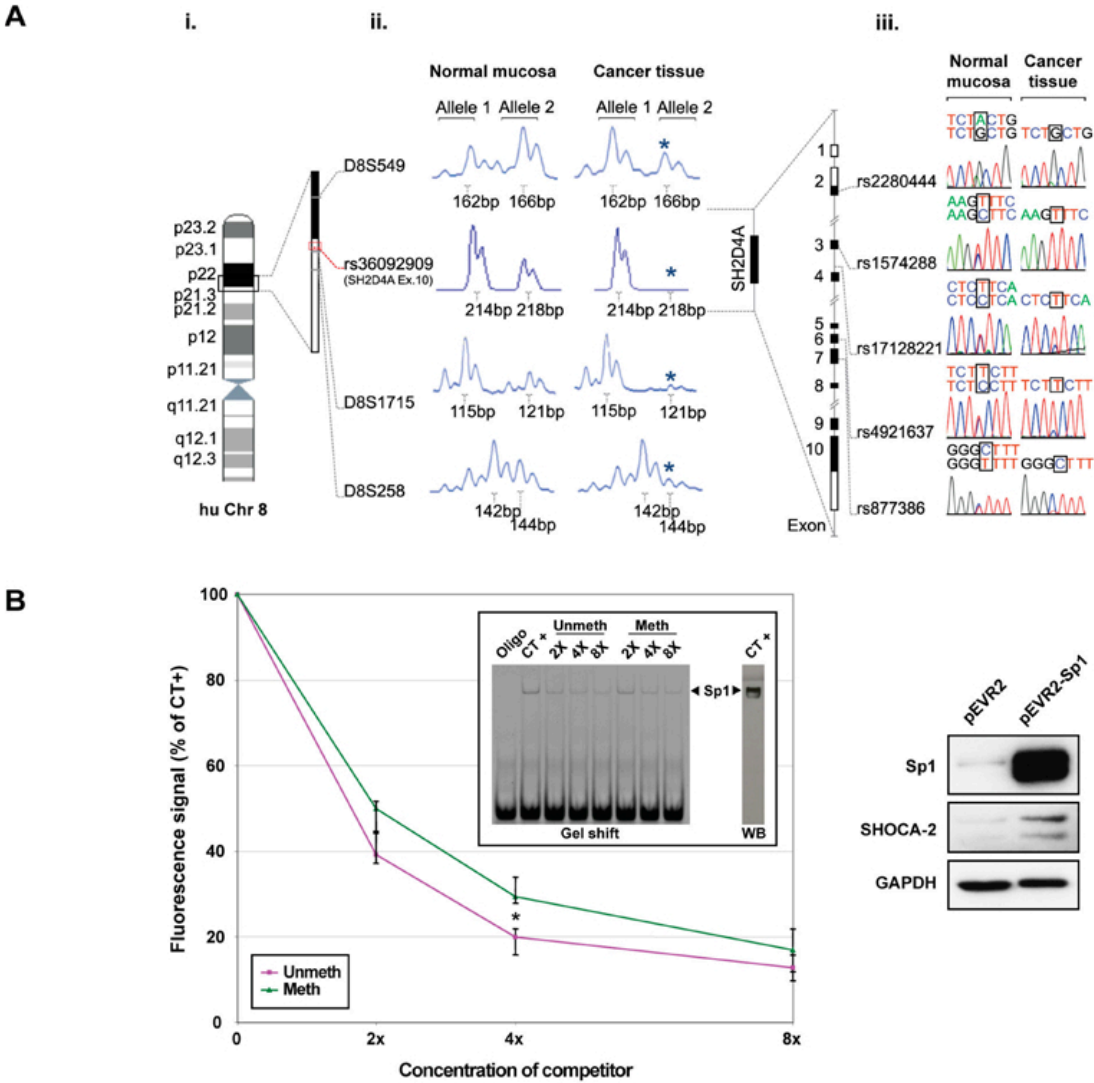 A
i.
ii.
iii.
Normal mucosa
Cancer tissue
Allele 1
Allele 2
Allele 1
Allele 2
Normal
mucosa
Cancer
tissue
p23.2
p23.1
p22
p21.3
p21.2
p12
p11.21
q11.21
q12.1
q12.3
hu Chr 8
D8S549
rs36092909
(SH2D4A Ex.10)
D8S1715
D8S258
*
162bp
166bp
162bp
166bp
*
214bp
218bp
214bp
218bp
*
115bp
121bp
115bp
121bp
*
142bp
144bp
142bp
144bp
SH2D4A
1
2
3
4
5
6
7
8
9
10
Exon
rs2280444
rs1574288
rs17128221
rs4921637
rs877386
TCTACTG
TCTGCTG
TCTGCTG
AAGTTTC
AAGCTTC
AAGTTTC
CTCTTCA
CTCCTCA
CTCTTCA
TCTTCTT
TCTCCTT
TCTTCTT
GGGCTTT
GGGTTTT
GGGCTTT
B
Fluorescence signal (% of CT+)
100
80
60
40
20
0
0
2x
4x
8x
Concentration of competitor
*
Unmeth
Meth
Unmeth
Meth
Oligo
CT +
2X
4X
8X
2X
4X
8X
CT +
Sp1
Gel shift
WB
pEVR2
pEVR2-Sp1
Sp1
SHOCA-2
GAPDH